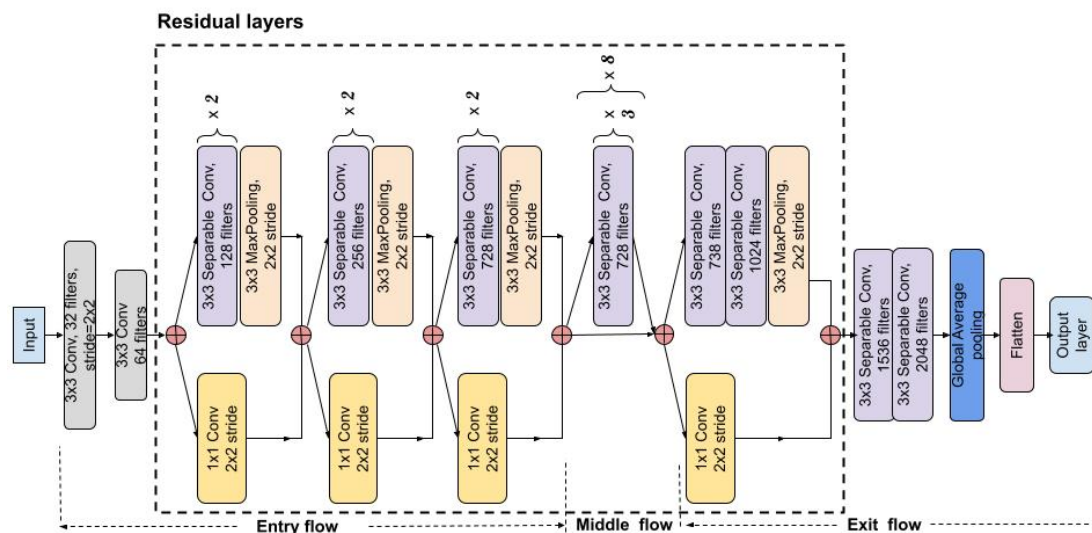 Residual layers
Input
3x3 Conv, 32 filters,
stride=2x2
3x3 Conv
64 filters
x 2
3x3 Separable Conv,
128 filters
3x3 MaxPooling,
2x2 stride
1x1 Conv
2x2 stride
x 2
3x3 Separable Conv,
256 filters
3x3 MaxPooling,
2x2 stride
1x1 Conv
2x2 stride
x 2
3x3 Separable Conv,
728 filters
3x3 MaxPooling,
2x2 stride
1x1 Conv
2x2 stride
x 8
x 3
3x3 Separable Conv,
728 filters
3x3 Separable Conv,
738 filters
3x3 Separable Conv,
1024 filters
3x3 MaxPooling,
2x2 stride
1x1 Conv
2x2 stride
3x3 Separable Conv,
1536 filters
3x3 Separable Conv,
2048 filters
Global Average
pooling
Flatten
Output
layer
Entry flow
Middle flow
Exit flow